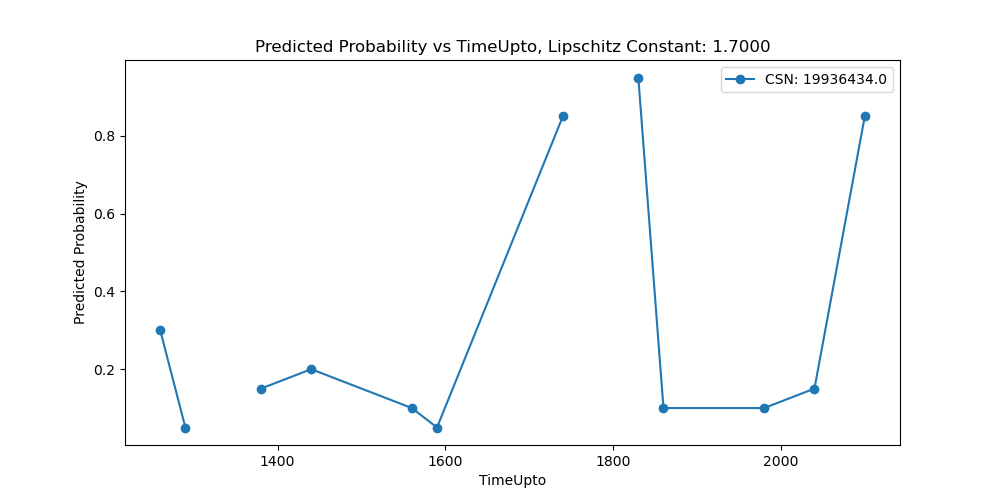 Predicted Probability vs TimeUpto, Lipschitz Constant: 1.7000
CSN: 19936434.0
Predicted Probability
0.8
0.6
0.4
0.2
1400 1600 1800 2000
TimeUpto